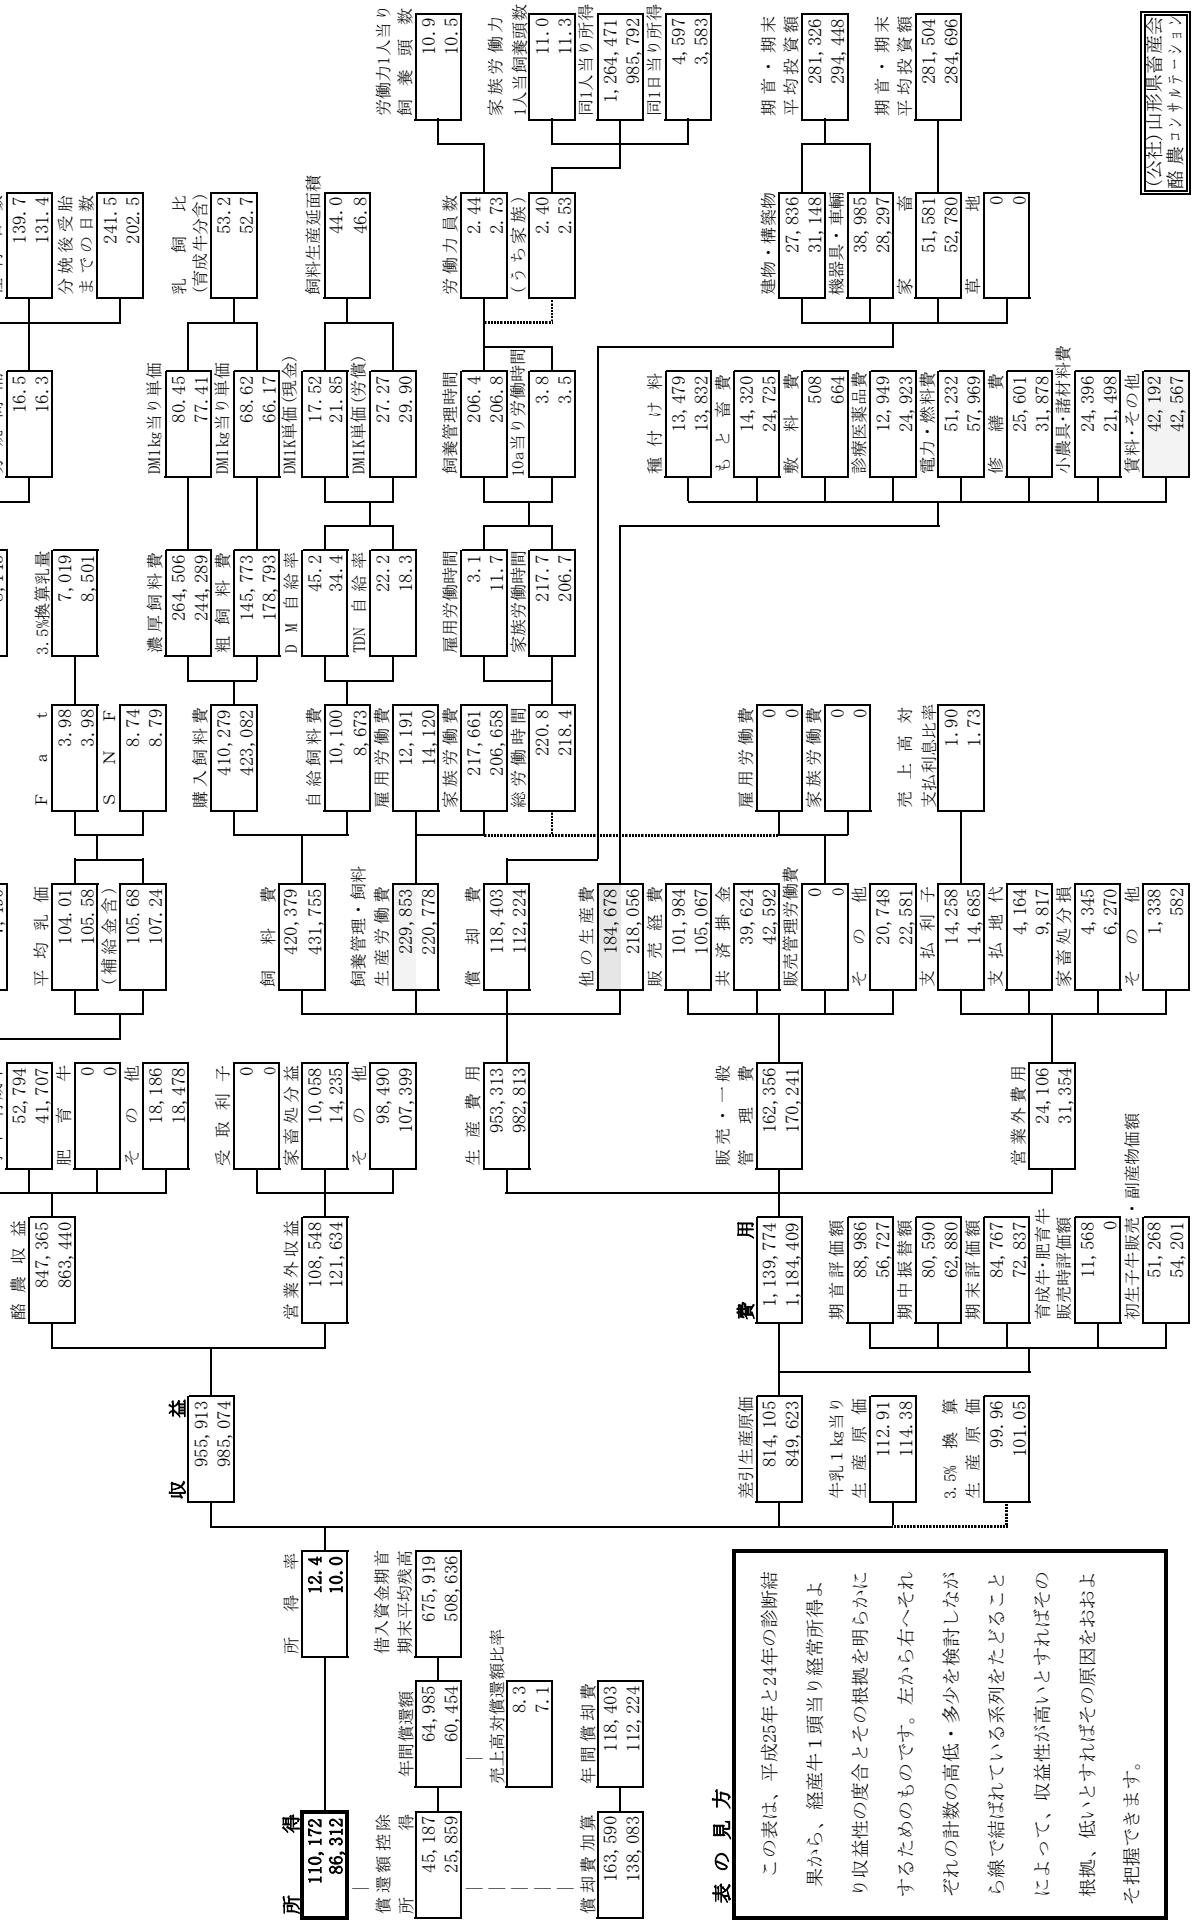 所 得
110,172
86,312
所 得 率
12.4
10.0
償還額控除
所 得
45,187
25,859
年間償還額
64,985
60,454
借入資金期首
期末平均残高
675,919
508,636
売上高対償還額比率
8.3
7.1
償却費加算
163,590
138,083
年間償却費
118,403
112,224
表 の 見 方
この表は、平成25年と24年の診断結
果から、経産牛1頭当り経常所得よ
り収益性の度合とその根拠を明らかに
するためのものです。左から右へそれ
ぞれの計数の高低・多少を検討しなが
ら線で結ばれている系列をたどること
によって、収益性が高いとすればその
根拠、低いとすればその原因をおおよ
そ把握できます。
収 益
955,913
985,074
差引生産原価
814,105
849,623
牛乳1kg当り
生 産 原 価
112.91
114.38
3.5% 換 算
生 産 原 価
99.96
101.05
酪 農 収 益
847,365
863,440
営業外収益
108,548
121,634
費 用
1,139,774
1,184,409
期首評価額
88,986
56,727
期中振替額
80,590
62,880
期末評価額
84,767
72,837
育成牛・肥育牛
販売時評価額
11,568
0
初生子牛販売・副産物価額
51,268
54,201
52,794
41,707
肥 育 牛
0
0
そ の 他
18,186
18,478
受 取 利 子
0
0
家畜処分益
10,058
14,235
そ の 他
98,490
107,399
生 産 費 用
953,313
982,813
販売・一般
管 理 費
162,356
170,241
営業外費用
24,106
31,354
平 均 乳 価
104.01
105.58
(補給金含)
105.68
107.24
飼 料 費
420,379
431,755
飼養管理・飼料
生産労働費
229,853
220,778
償 却 費
118,403
112,224
他の生産費
184,678
218,056
販 売 経 費
101,984
105,067
共 済 掛 金
39,624
42,592
販売管理労働費
0
0
そ の 他
20,748
22,581
支 払 利 子
14,258
14,685
支 払 地 代
4,164
9,817
家畜処分損
4,345
6,270
そ の 他
1,338
582
F a t
3.98
3.98
S N F
8.74
8.79
購入飼料費
410,279
423,082
自給飼料費
10,100
8,673
雇用労働費
12,191
14,120
家族労働費
217,661
206,658
総労働時間
220.8
218.4
雇用労働費
0
0
家族労働費
0
0
売 上 高 対
支払利息比率
1.90
1.73
3.5%換算乳量
7,019
8,501
濃厚飼料費
264,506
244,289
粗 飼 料 費
145,773
178,793
D M 自 給 率
45.2
34.4
TDN 自 給 率
22.2
18.3
雇用労働時間
3.1
11.7
家族労働時間
217.7
206.7
16.5
16.3
DM1kg当り単価
80.45
77.41
DM1kg当り単価
68.62
66.17
DM1K単価(現金)
17.52
21.85
DM1K単価(労償)
27.27
29.90
飼養管理時間
206.4
206.8
10a当り労働時間
3.8
3.5
種 付 け 料
13,479
13,832
も と 畜 費
14,320
24,725
敷 料 費
508
664
診療医薬品費
12,949
24,923
電力・燃料費
51,232
57,969
修 繕 費
25,601
31,878
小農具・諸材料費
24,396
21,498
賃料・その他
42,192
42,567
139.7
131.4
分娩後受胎
までの日数
241.5
202.5
乳 飼 比
(育成牛分含)
53.2
52.7
飼料生産延面積
44.0
46.8
労働力員数
2.44
2.73
(うち家族)
2.40
2.53
建物・構築物
27,836
31,148
機器具・車輛
38,985
28,297
家 畜
51,581
52,780
草 地
0
0
労働力1人当り
飼 養 頭 数
10.9
10.5
家族労働力
1人当飼養頭数
11.0
11.3
同1人当り所得
1,264,471
985,792
同1日当り所得
4,597
3,583
期首・期末
平均投資額
281,326
294,448
期首・期末
平均投資額
281,504
284,696
(公社)山形県畜産会
酪農コンサルテーション